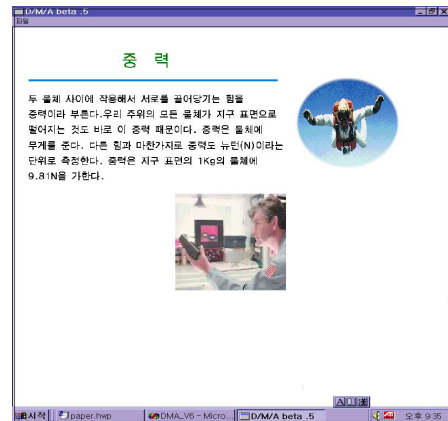 D/M/A beta .5
파일
중 력
두 물체 사이에 작용해서 서로를 끌어당기는 힘을
중력이라 부른다.우리 주위의 모든 물체가 지구 표면으로
떨어지는 것도 바로 이 중력 때문이다. 중력은 물체에
무게를 준다. 다른 힘과 마찬가지로 중력도 뉴턴(N)이라는
단위로 측정한다. 중력은 지구 표면의 1Kg의 물체에
9.81N을 가한다.
시작 paper.hwp DMA_V6 - Micro... D/M/A beta .5 오후 9:35